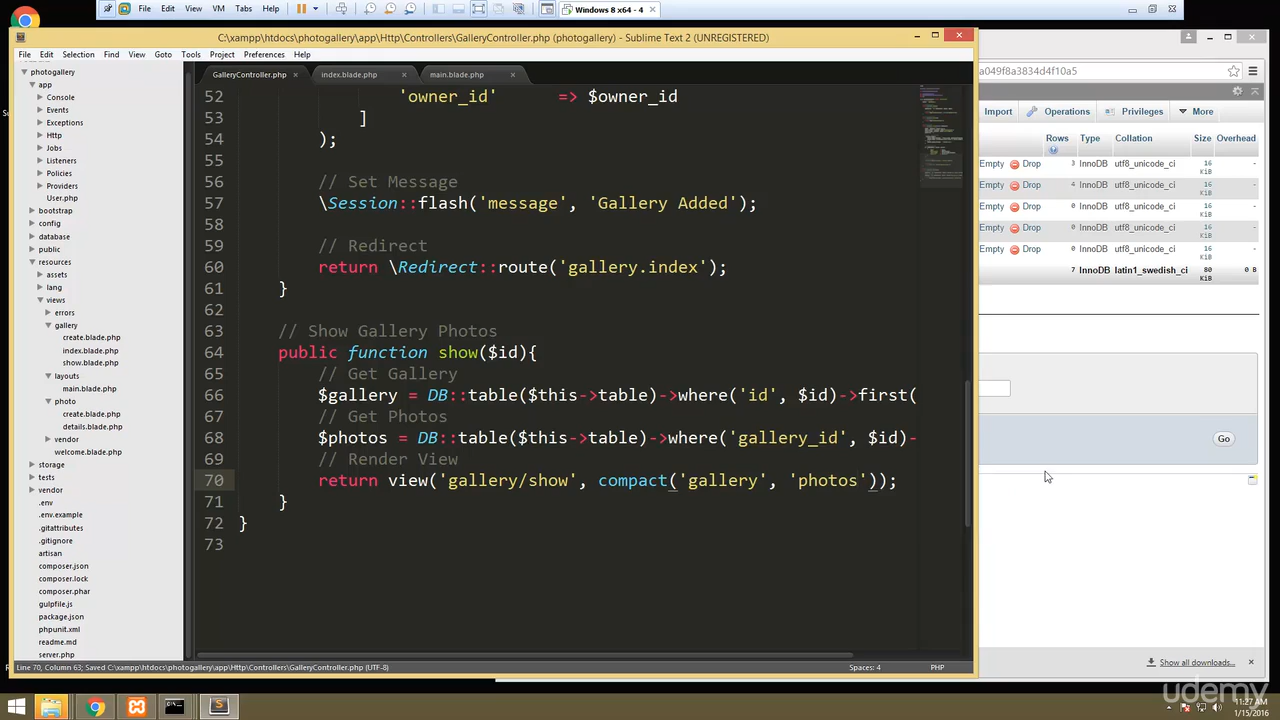 File Edit View VM Tabs Help
Windows 8 x64 - 4
C:\xampp\htdocs\photogallery\app\Http\Controllers\GalleryController.php (photogallery) - Sublime Text 2 (UNREGISTERED)
File Edit Selection Find View Goto Tools Project Preferences Help
photogallery
app
Console
Events
Exceptions
Http
Jobs
Listeners
Policies
Providers
User.php
bootstrap
config
database
public
resources
assets
lang
views
errors
gallery
create.blade.php
index.blade.php
show.blade.php
layouts
main.blade.php
photo
create.blade.php
details.blade.php
vendor
welcome.blade.php
storage
tests
vendor
.env
.env.example
.gitattributes
.gitignore
artisan
composer.json
composer.lock
composer.phar
gulpfile.js
package.json
phpunit.xml
readme.md
server.php
GalleryController.php index.blade.php main.blade.php
52 'owner_id' => $owner_id
53 ]
54 );
55
56 // Set Message
57 \Session::flash('message', 'Gallery Added');
58
59 // Redirect
60 return \Redirect::route('gallery.index');
61 }
62
63 // Show Gallery Photos
64 public function show($id){
65 // Get Gallery
66 $gallery = DB::table($this->table)->where('id', $id)->first(
67 // Get Photos
68 $photos = DB::table($this->table)->where('gallery_id', $id)-
69 // Render View
70 return view('gallery/show', compact('gallery', 'photos'));
71 }
72 }
73
Line 70, Column 63; Saved C:\xampp\htdocs\photogallery\app\Http\Controllers\GalleryController.php (UTF-8)
Spaces: 4 PHP
a049f8a3834d4f10a5
Import Operations Privileges More
Rows Type Collation Size Overhead
Empty Drop 3 InnoDB utf8_unicode_ci 16 KiB -
Empty Drop 4 InnoDB utf8_unicode_ci 16 KiB -
Empty Drop 0 InnoDB utf8_unicode_ci 16 KiB -
Empty Drop 0 InnoDB utf8_unicode_ci 16 KiB -
Empty Drop 0 InnoDB utf8_unicode_ci 16 KiB -
7 InnoDB latin1_swedish_ci 80 KiB 0 B
Go
Show all downloads...
udemy
11:27 AM
1/15/2016